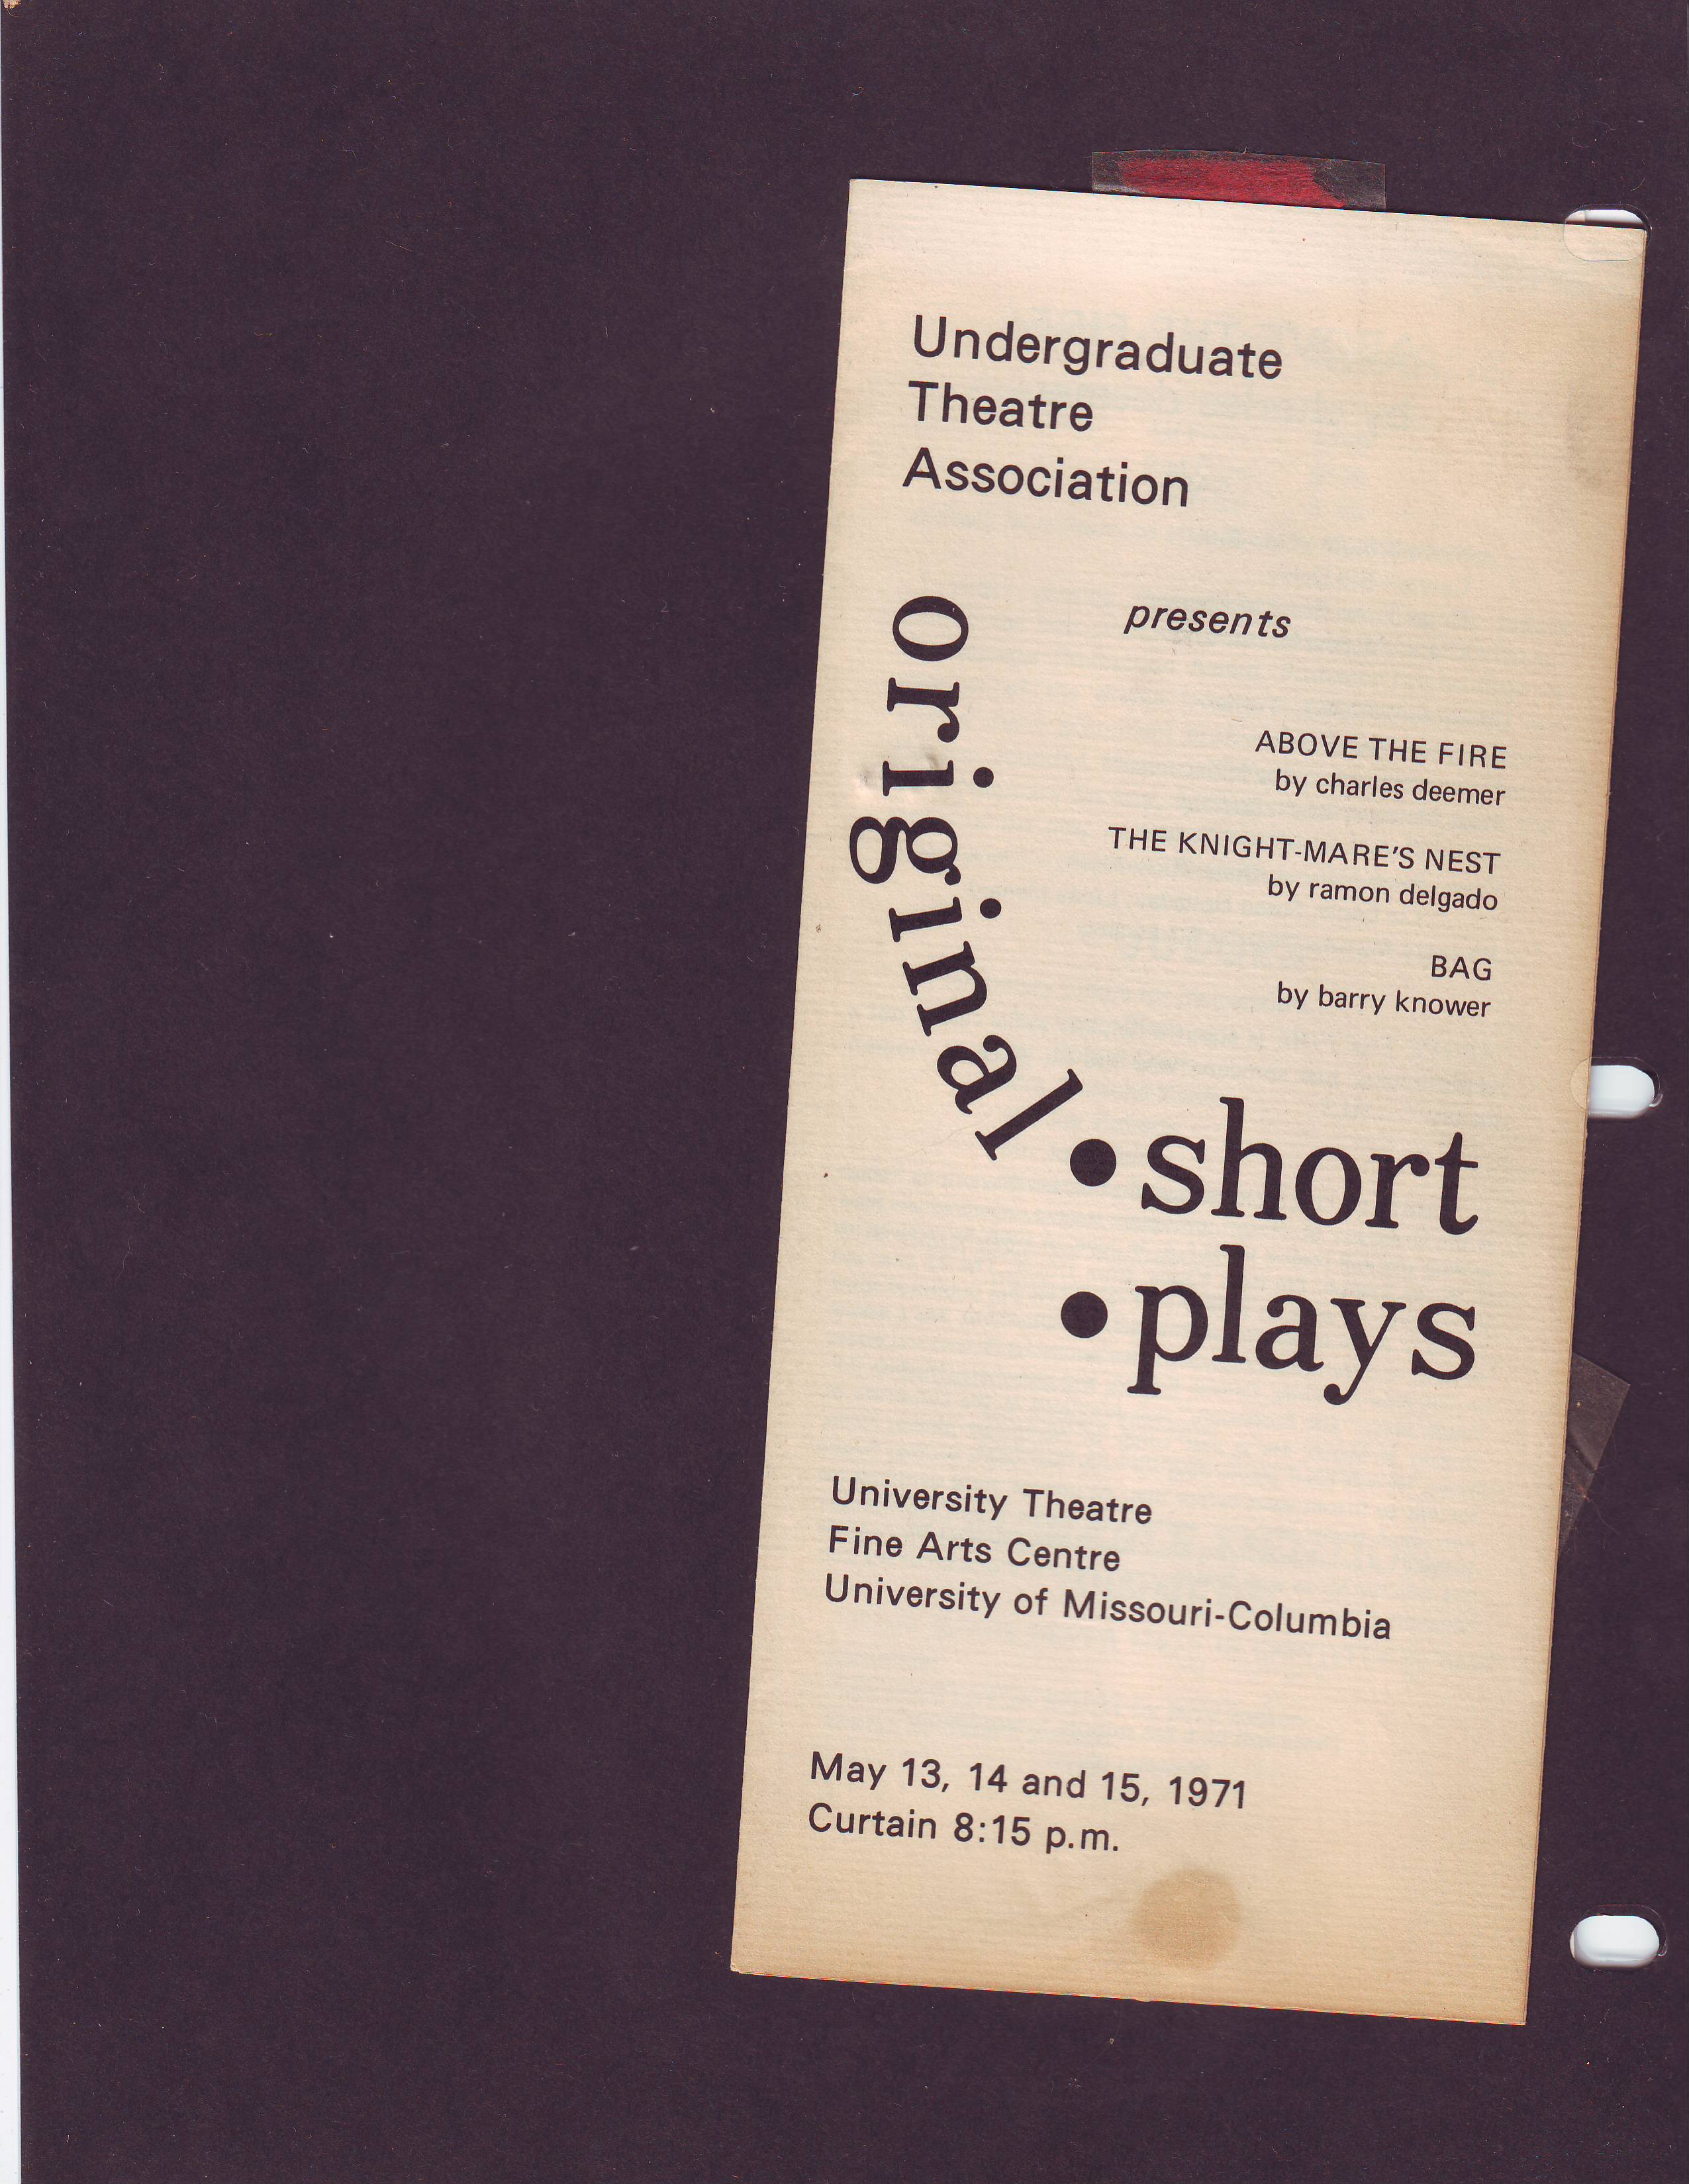 Undergraduate
Theatre
Association
presents
original
ABOVE THE FIRE
by charles deemer
THE KNIGHT-MARE'S NEST
by ramon delgado
BAG
by barry knower
•short
•plays
University Theatre
Fine Arts Centre
University of Missouri-Columbia
May 13, 14 and 15, 1971
Curtain 8:15 p.m.